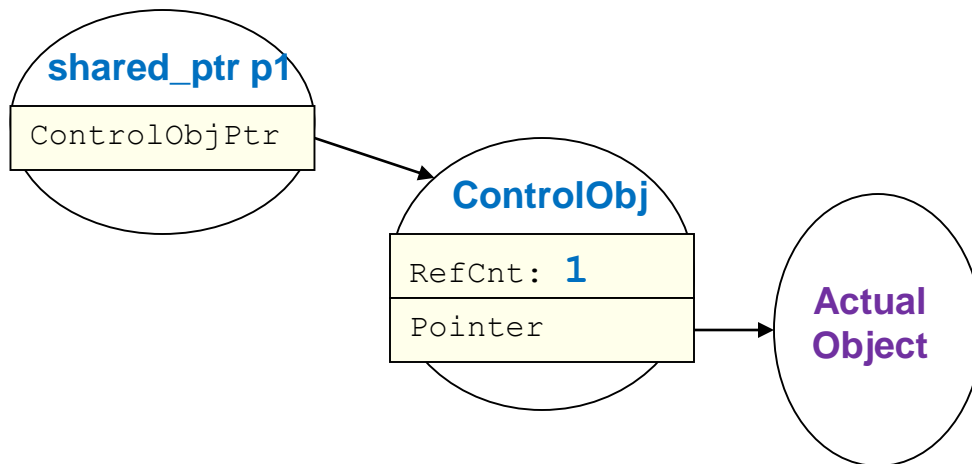 shared_ptr p1
ControlObjPtr
ControlObj
RefCnt: 1
Pointer
Actual
Object